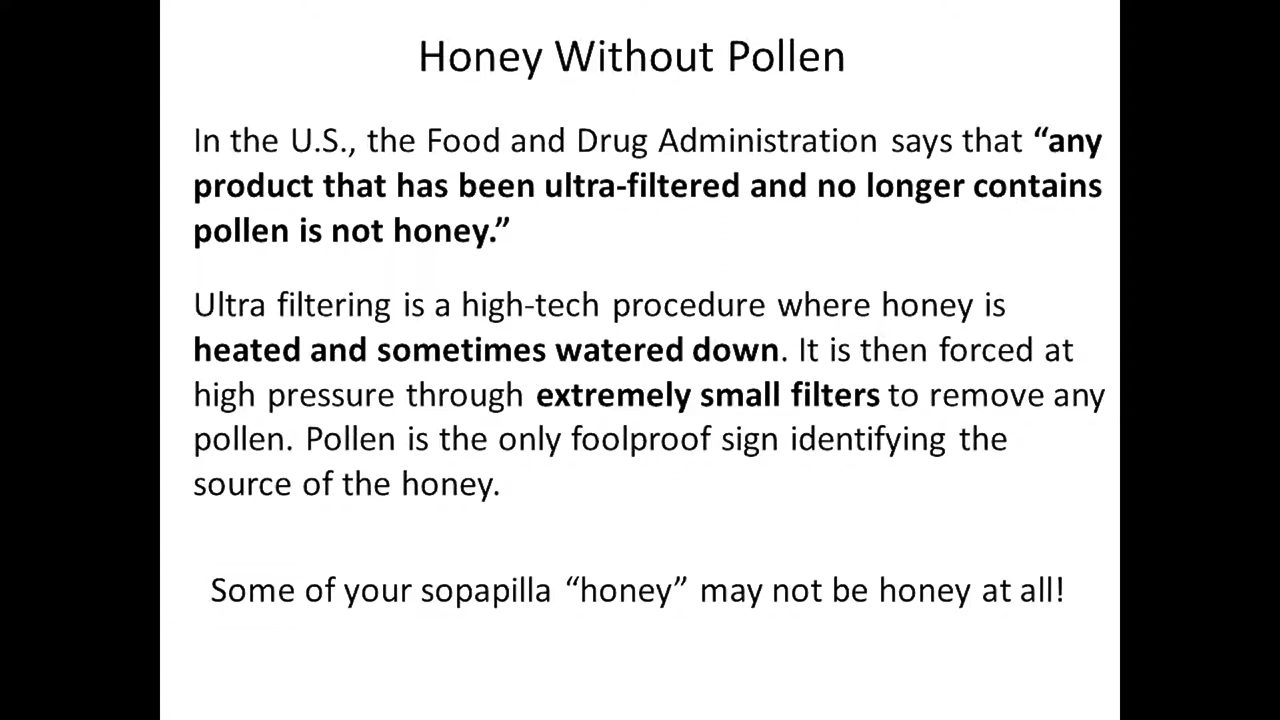 Honey Without Pollen
In the U.S., the Food and Drug Administration says that “any
product that has been ultra-filtered and no longer contains
pollen is not honey.”
Ultra filtering is a high-tech procedure where honey is
heated and sometimes watered down. It is then forced at
high pressure through extremely small filters to remove any
pollen. Pollen is the only foolproof sign identifying the
source of the honey.
Some of your sopapilla “honey” may not be honey at all!